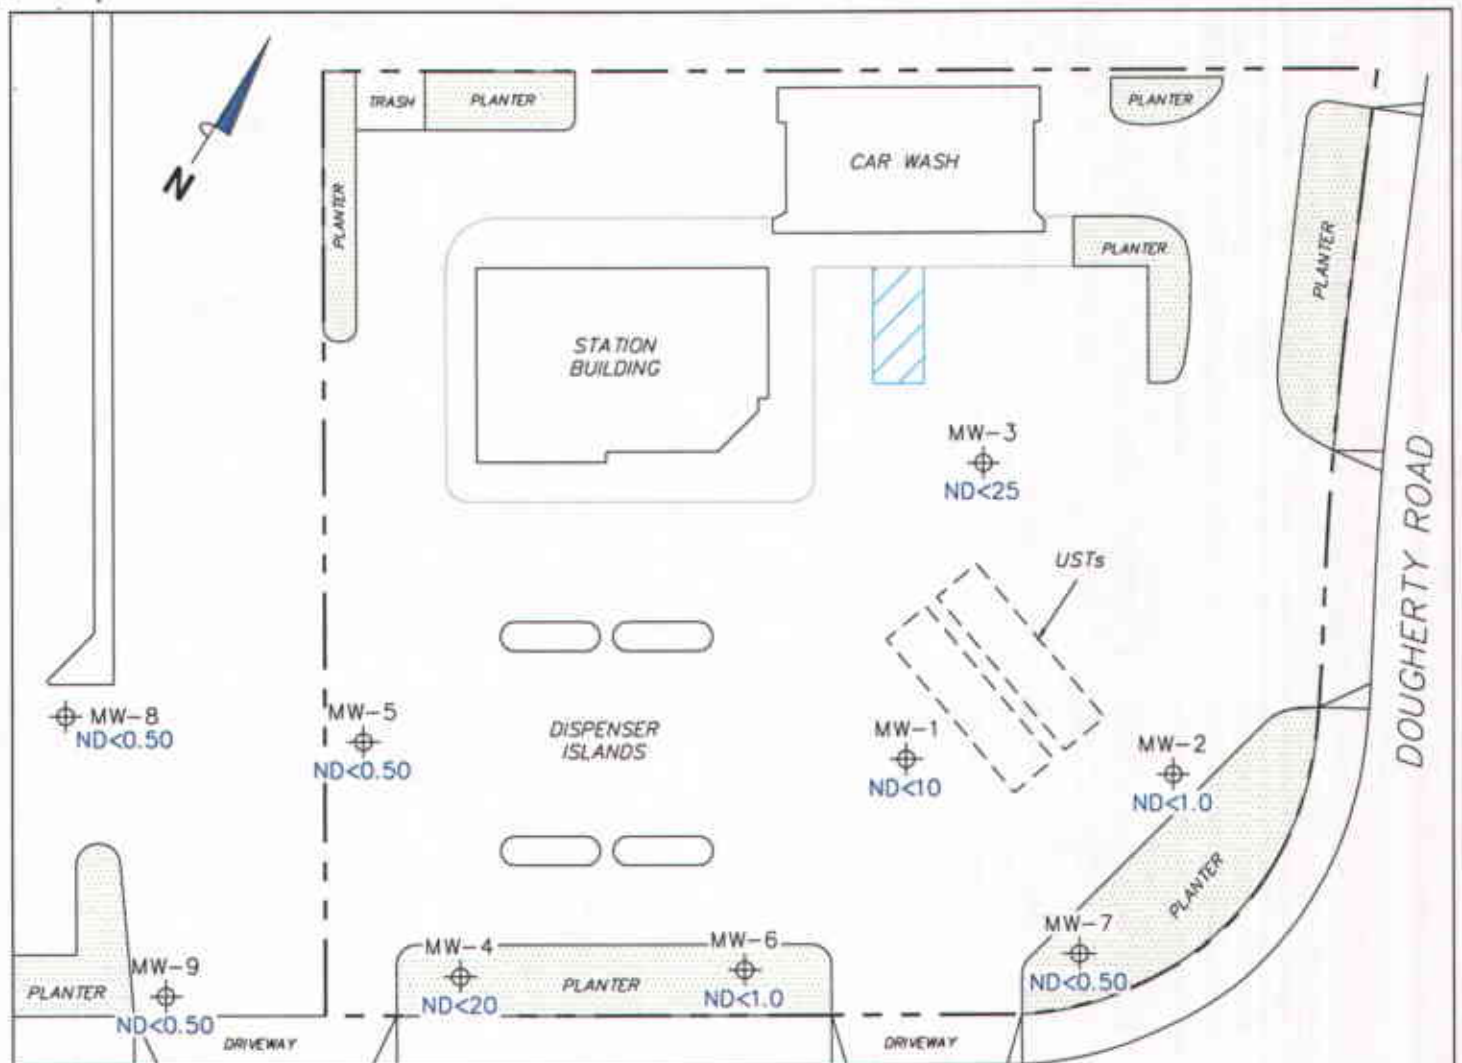 TRASH
PLANTER
PLANTER
CAR WASH
N
PLANTER
PLANTER
PLANTER
STATION
BUILDING
MW-3
ND<25
DOUGHERTY ROAD
USTs
MW-8
ND<0.50
MW-5
ND<0.50
DISPENSER
ISLANDS
MW-1
ND<10
MW-2
ND<1.0
PLANTER
MW-7
ND<0.50
MW-4
ND<20
PLANTER
MW-6
ND<1.0
MW-9
ND<0.50
PLANTER
DRIVEWAY
DRIVEWAY